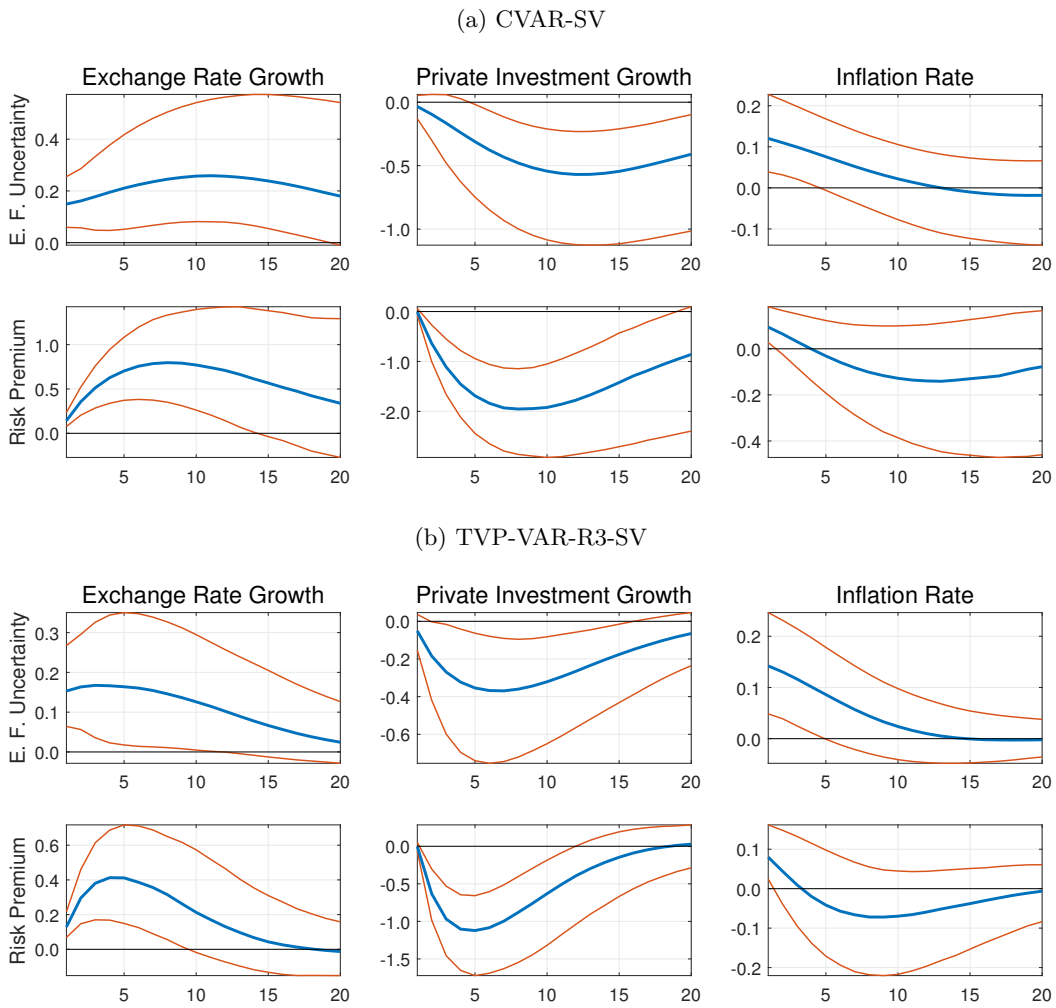 (a) CVAR-SV
Exchange Rate Growth Private Investment Growth Inflation Rate
E. F. Uncertainty
0.4
0.2
0.0
5 10 15 20
0.0
-0.5
-1.0
5 10 15 20
0.2
0.1
0.0
-0.1
5 10 15 20
Risk Premium
1.0
0.5
0.0
5 10 15 20
0.0
-1.0
-2.0
5 10 15 20
0.0
-0.2
-0.4
5 10 15 20
(b) TVP-VAR-R3-SV
Exchange Rate Growth Private Investment Growth Inflation Rate
E. F. Uncertainty
0.3
0.2
0.1
0.0
5 10 15 20
0.0
-0.2
-0.4
-0.6
5 10 15 20
0.2
0.1
0.0
5 10 15 20
Risk Premium
0.6
0.4
0.2
0.0
5 10 15 20
0.0
-0.5
-1.0
-1.5
5 10 15 20
0.1
0.0
-0.1
-0.2
5 10 15 20